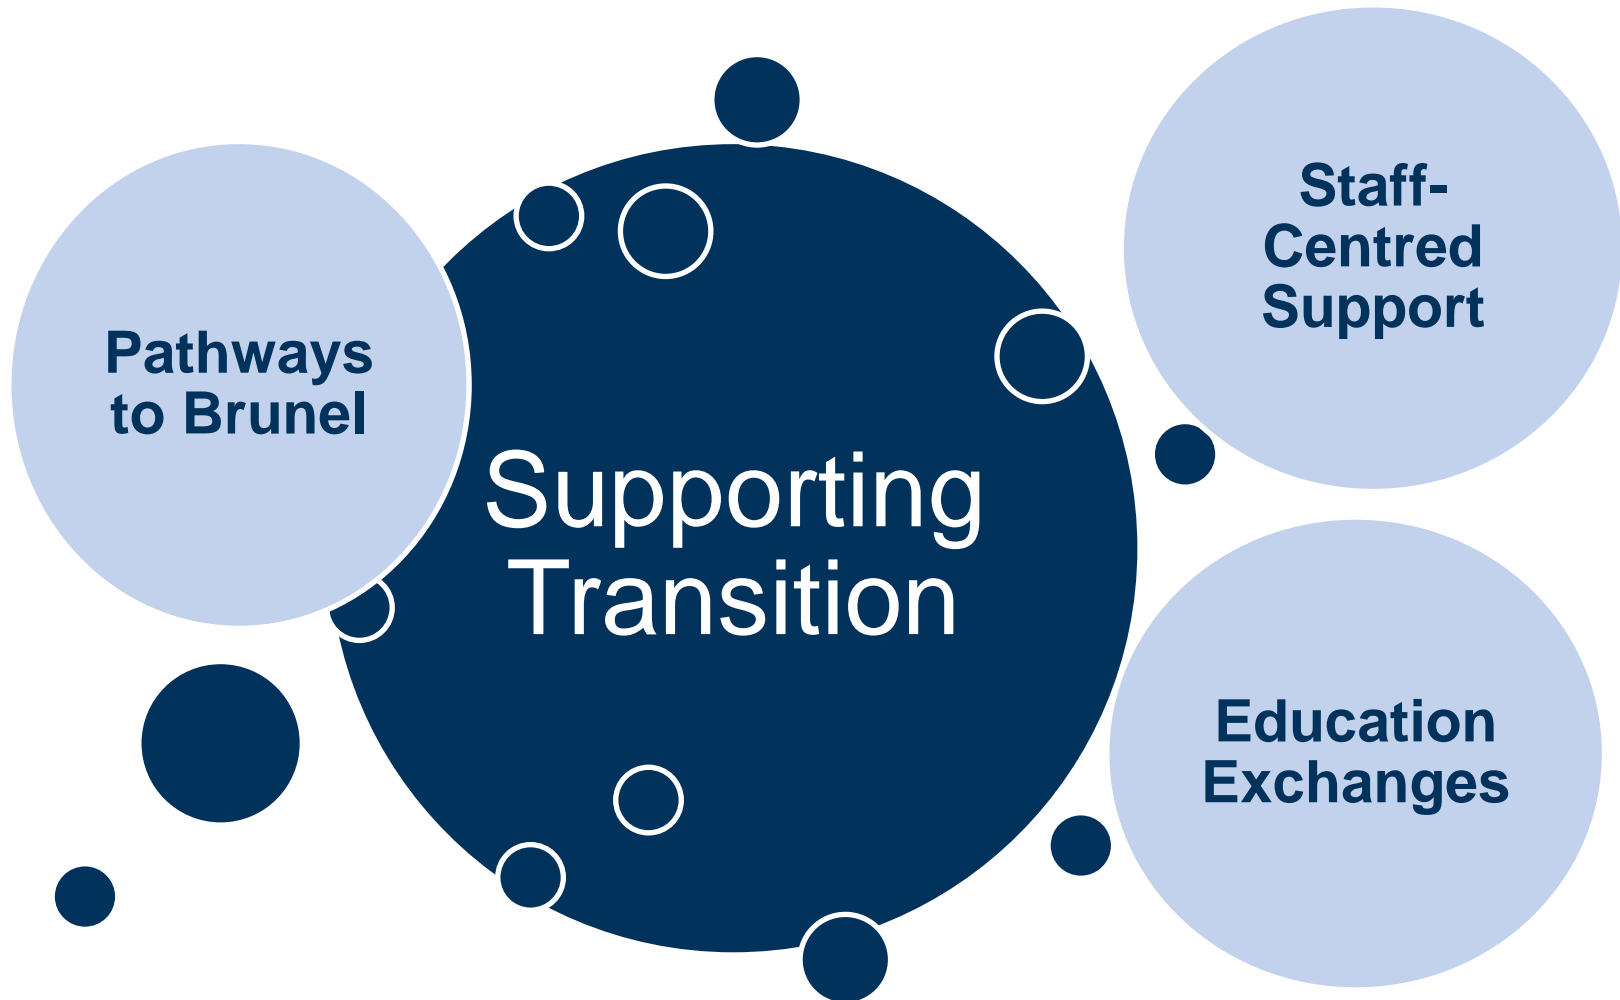 Pathways
to Brunel
Supporting
Transition
Staff-
Centred
Support
Education
Exchanges